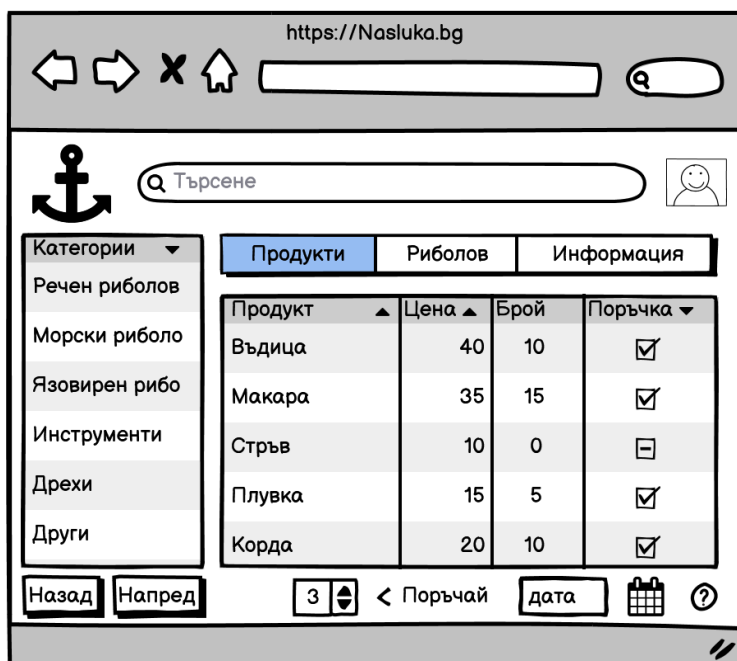 https://Nasluka.bg
Търсене
Категории
Речен риболов
Морски риболо
Язовирен рибо
Инструменти
Дрехи
Други
Продукти Риболов Информация
Продукт Цена Брой Поръчка
Въдица 40 10
Макара 35 15
Стръв 10 0
Плувка 15 5
Корда 20 10
Назад Напред 3 < Поръчай дата ?